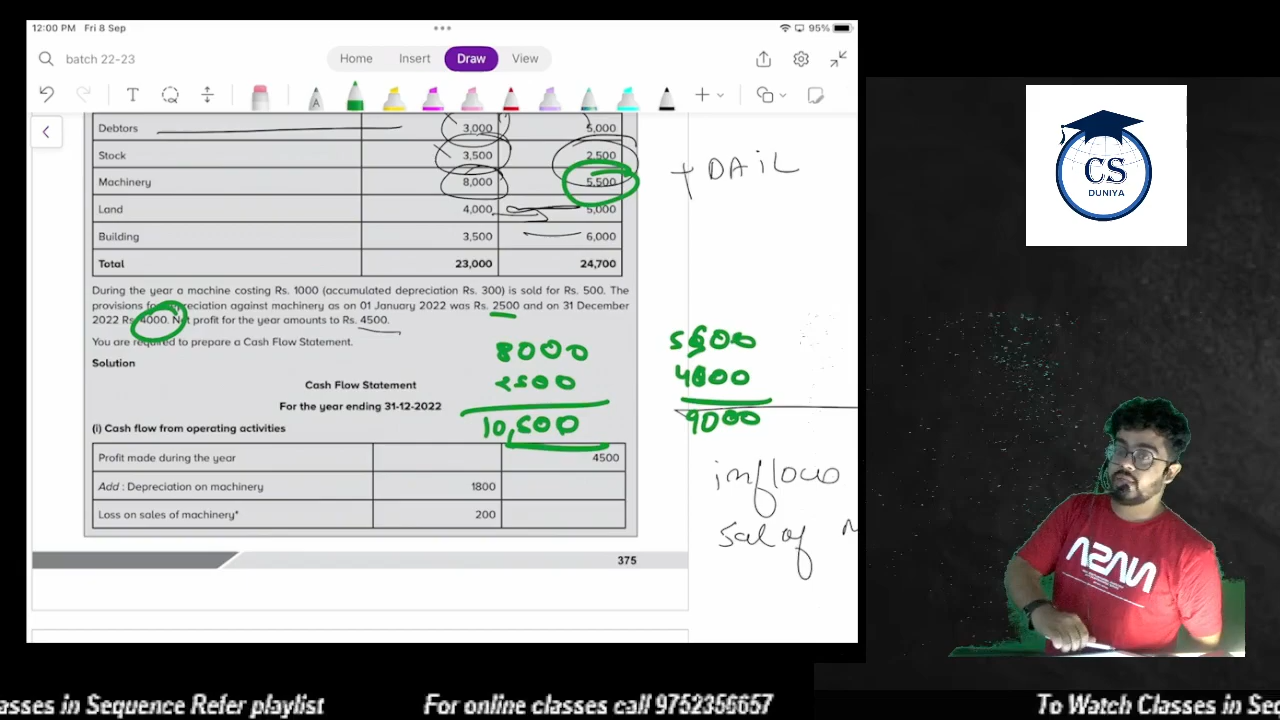 12:00 PM Fri 8 Sep
95%
batch 22-23
Home Insert Draw View
Debtors 3,000 5,000
Stock 3,500 2,500
Machinery 8,000 5,500
Land 4,000 5,000
Building 3,500 6,000
Total 23,000 24,700
+ DAIL
During the year a machine costing Rs. 1000 (accumulated depreciation Rs. 300) is sold for Rs. 500. The
provisions for depreciation against machinery as on 01 January 2022 was Rs. 2500 and on 31 December
2022 Rs 4000. Net profit for the year amounts to Rs. 4500.
You are required to prepare a Cash Flow Statement.
Solution
8000
2500
10,500
4000
9000
Cash Flow Statement
For the year ending 31-12-2022
(i) Cash flow from operating activities
Profit made during the year 4500
Add : Depreciation on machinery 1800
Loss on sales of machinery* 200
inflow
sal of
375
CS
DUNIYA
asses in Sequence Refer playlist
For online classes call 9752356657
To Watch Classes in Seq